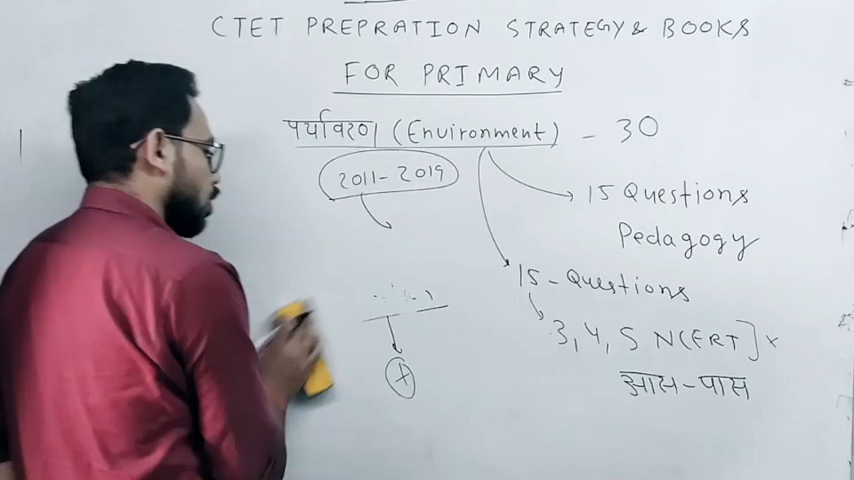 CTET PREPRATION STRATEGY & BOOKS
FOR PRIMARY
पर्यावरण (Environment) - 30
2011-2019
15 Questions
Pedagogy
15-Questions
3, 4, 5 NCERT] x
आस-पास